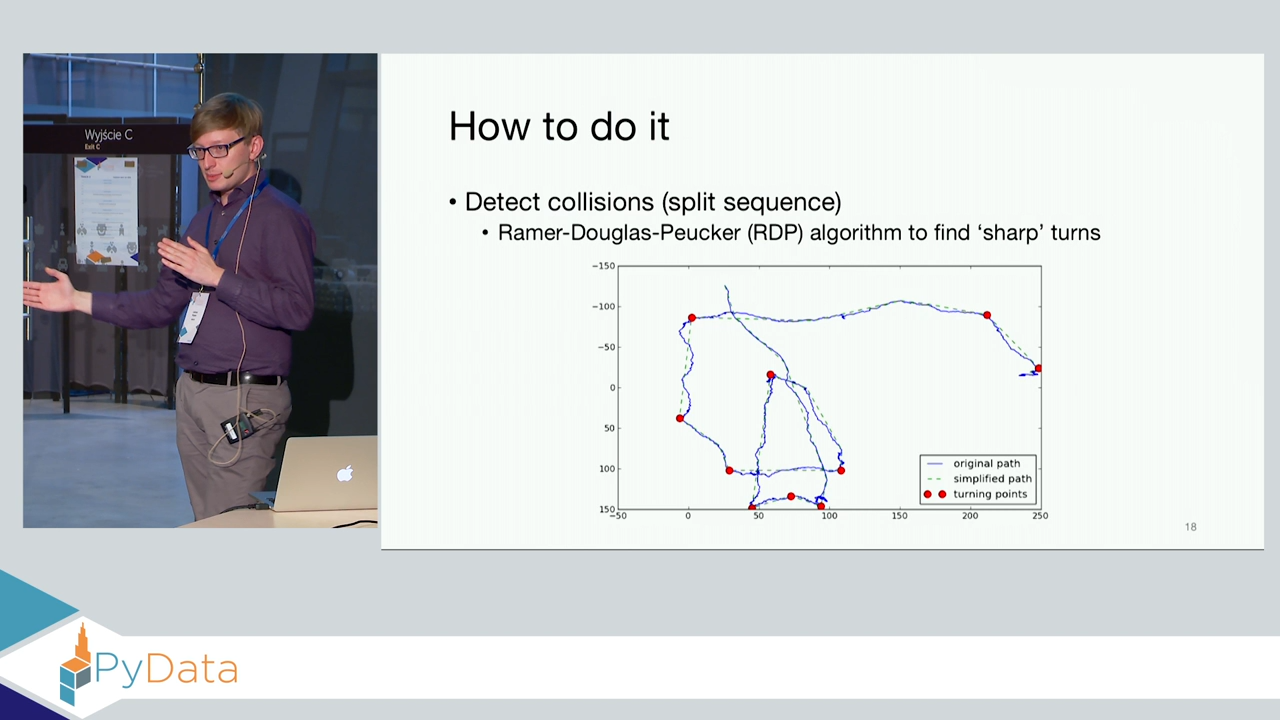 Wyjście C
Exit C
How to do it
• Detect collisions (split sequence)
• Ramer-Douglas-Peucker (RDP) algorithm to find ‘sharp’ turns
−150
−100
−50
0
50
100
150
−50
0
50
100
150
200
250
original path
simplified path
turning points
18
PyData